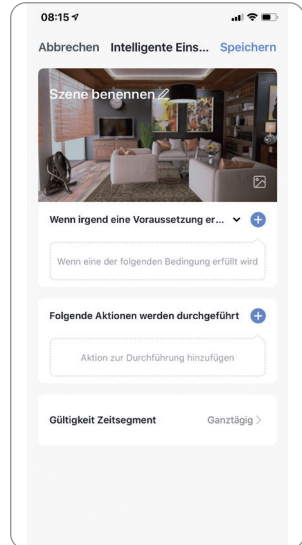 08:15
Abbrechen Intelligente Eins... Speichern
Szene benennen
Wenn irgend eine Voraussetzung er...
Wenn eine der folgenden Bedingung erfüllt wird
Folgende Aktionen werden durchgeführt
Aktion zur Durchführung hinzufügen
Gültigkeit Zeitsegment Ganztägig